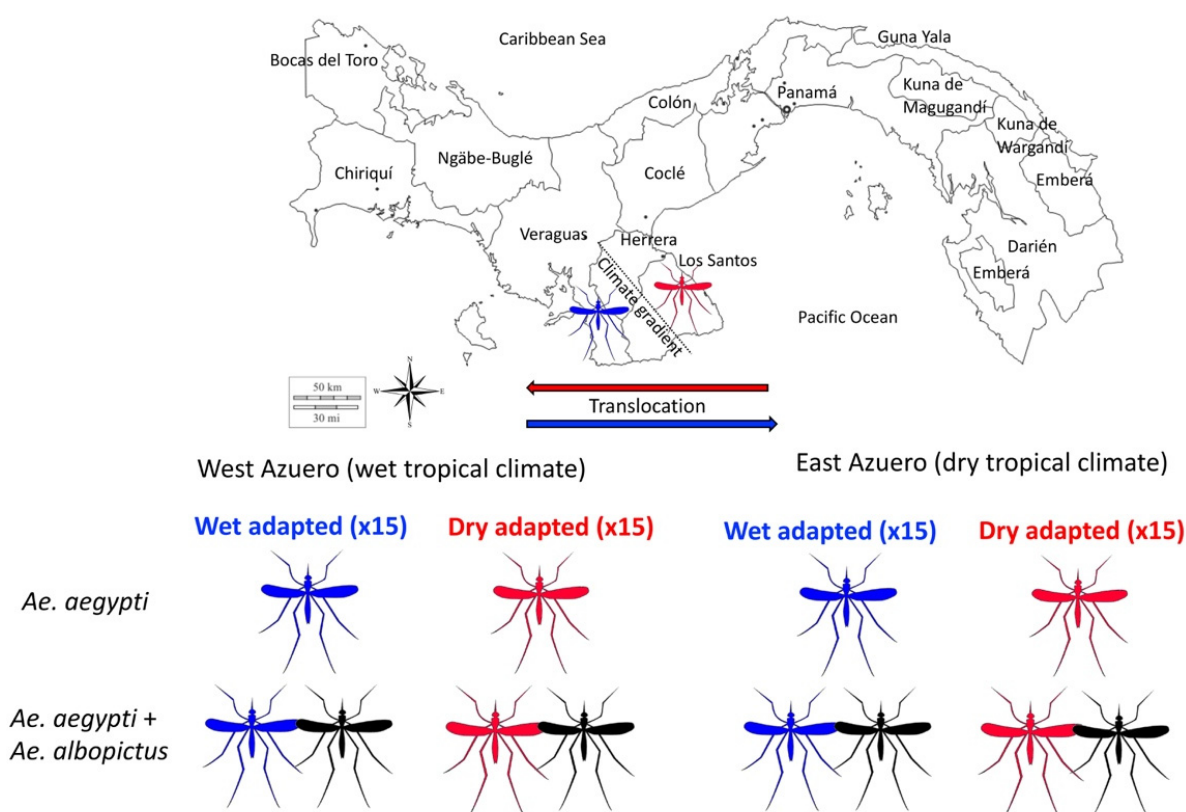 Caribbean Sea
Guna Yala
Bocas del Toro
Kuna de
Magugandí
Panamá
Colón
Kuna de
Wargandí
Ngäbe-Buglé
Chiriquí
Coclé
Emberá
Veraguas
Herrera
Darién
Los Santos
Emberá
Climate gradient
Pacific Ocean
N
W
E
S
50 km
30 mi
Translocation
West Azuero (wet tropical climate)
East Azuero (dry tropical climate)
Wet adapted (x15)
Dry adapted (x15)
Wet adapted (x15)
Dry adapted (x15)
Ae. aegypti
Ae. aegypti +
Ae. albopictus